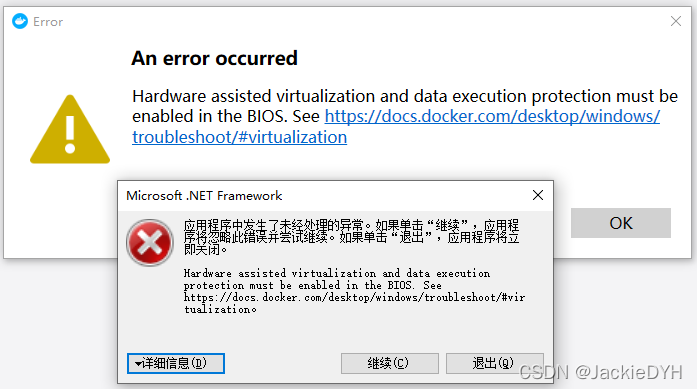 Error
An error occurred
Hardware assisted virtualization and data execution protection must be
enabled in the BIOS. See https://docs.docker.com/desktop/windows/
troubleshoot/#virtualization
OK
Microsoft .NET Framework
应用程序中发生了未经处理的异常。如果单击“继续”，应用程
序将忽略此错误并尝试继续。如果单击“退出”，应用程序将立
即关闭。
Hardware assisted virtualization and data execution
protection must be enabled in the BIOS. See
https://docs.docker.com/desktop/windows/troubleshoot/#vir
tualization。
详细信息(D)
继续(C)
退出(Q)
CSDN @JackieDYH